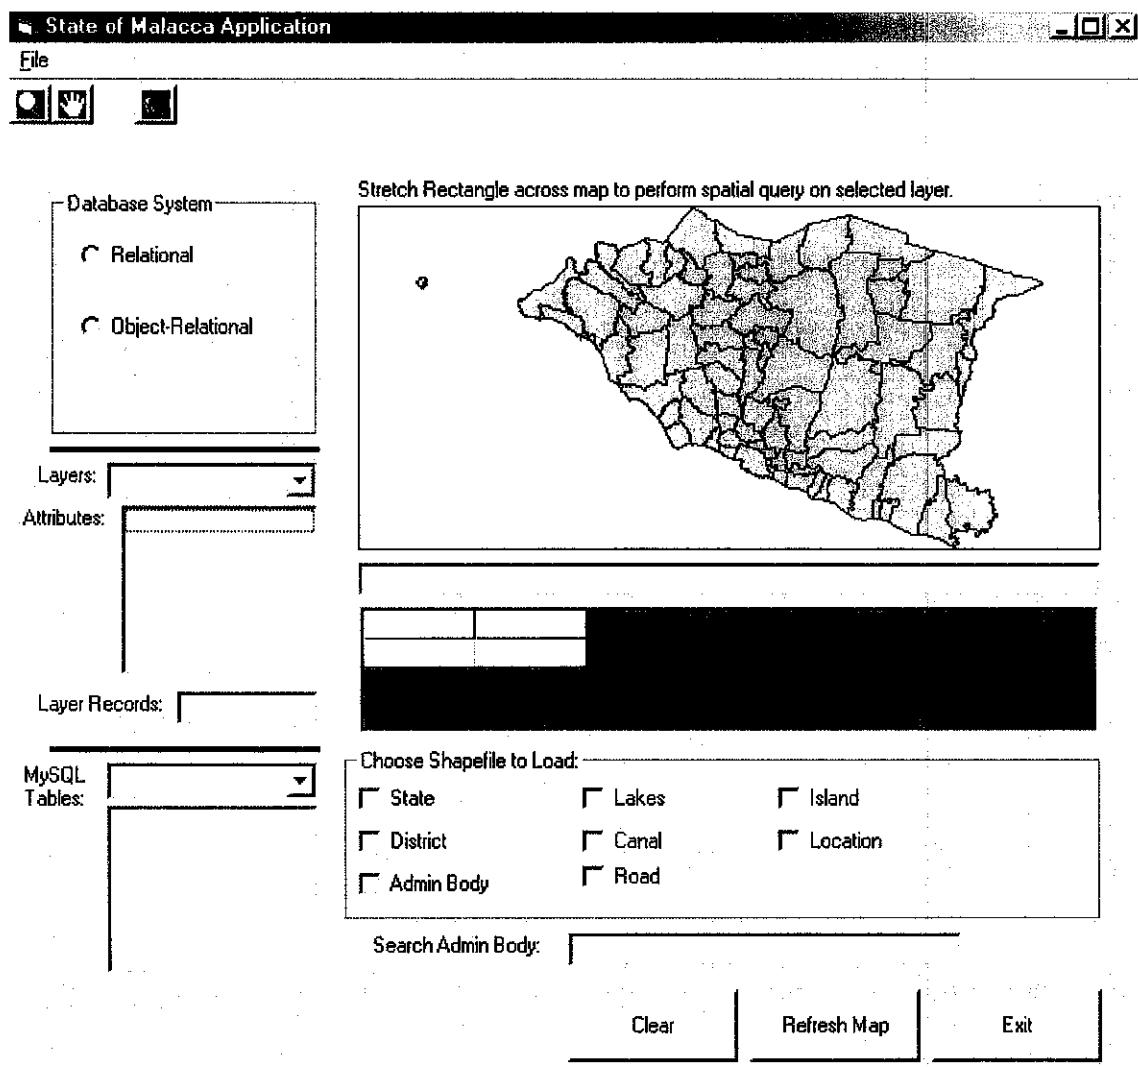 State of Malacca Application
File
Stretch Rectangle across map to perform spatial query on selected layer.
Database System
Relational
Object-Relational
Layers:
Attributes:
Layer Records:
MySQL
Tables:
Choose Shapefile to Load:
State
Lakes
Island
District
Canal
Location
Admin Body
Road
Search Admin Body:
Clear
Refresh Map
Exit